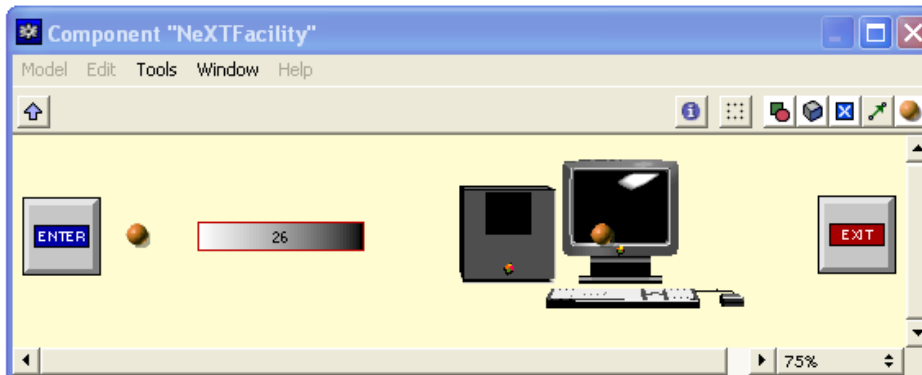 Component "NeXTFacility"
Model Edit Tools Window Help
ENTER
26
EXIT
75%